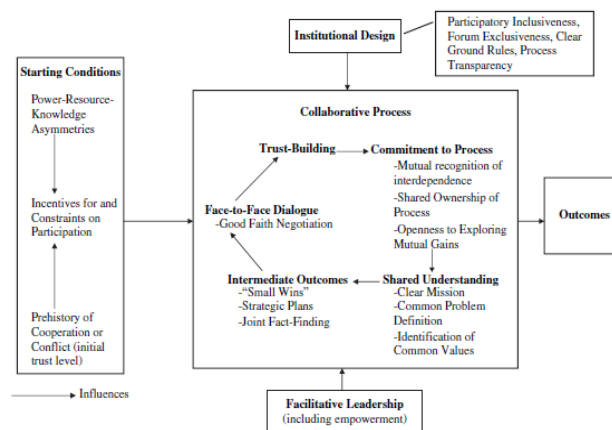 Institutional Design
Participatory Inclusiveness,
Forum Exclusiveness, Clear
Ground Rules, Process
Transparency
Starting Conditions
Power-Resource-
Knowledge
Asymmetries
Incentives for and
Constraints on
Participation
Prehistory of
Cooperation or
Conflict (initial
trust level)
Collaborative Process
Trust-Building
Commitment to Process
-Mutual recognition of
interdependence
-Shared Ownership of
Process
-Openness to Exploring
Mutual Gains
Face-to-Face Dialogue
-Good Faith Negotiation
Intermediate Outcomes
-“Small Wins”
-Strategic Plans
-Joint Fact-Finding
Shared Understanding
-Clear Mission
-Common Problem
Definition
-Identification of
Common Values
Outcomes
Influences
Facilitative Leadership
(including empowerment)